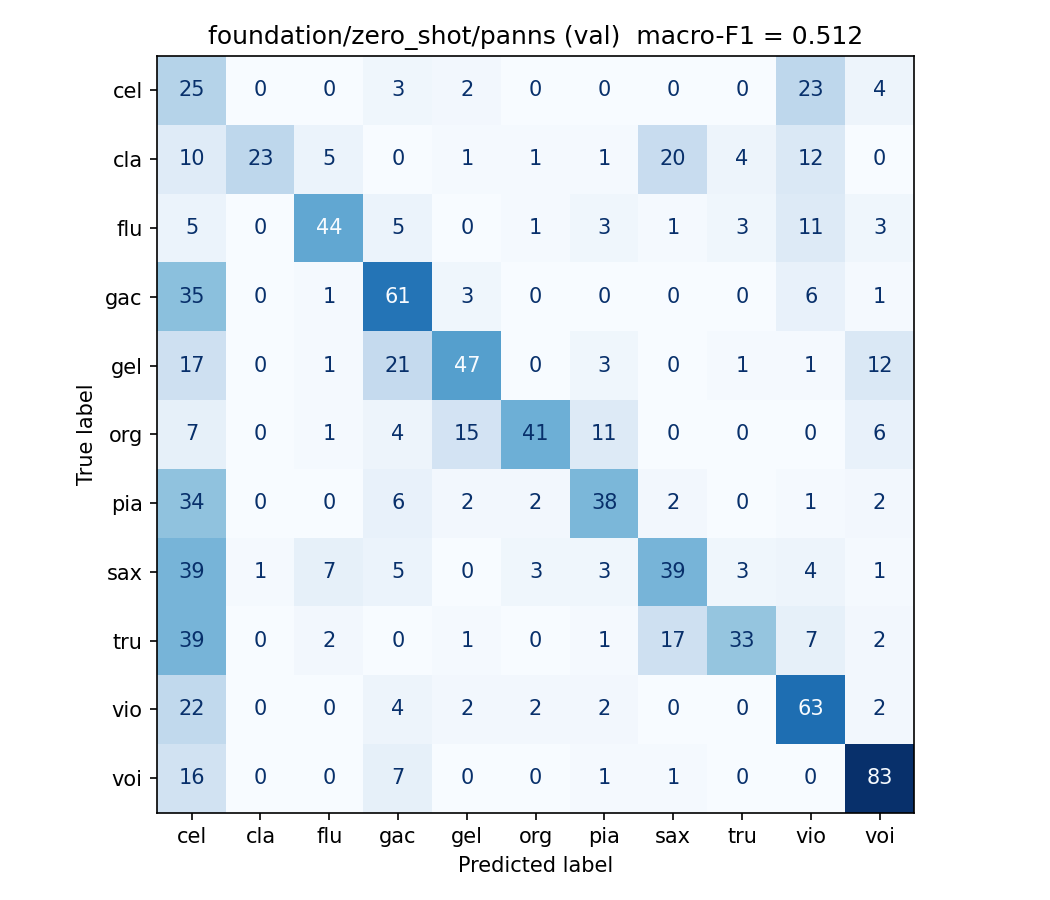 foundation/zero_shot/panns (val)  macro-F1 = 0.512
True label
cel 25 0 0 3 2 0 0 0 0 23 4
cla 10 23 5 0 1 1 1 20 4 12 0
flu 5 0 44 5 0 1 3 1 3 11 3
gac 35 0 1 61 3 0 0 0 0 6 1
gel 17 0 1 21 47 0 3 0 1 1 12
org 7 0 1 4 15 41 11 0 0 0 6
pia 34 0 0 6 2 2 38 2 0 1 2
sax 39 1 7 5 0 3 3 39 3 4 1
tru 39 0 2 0 1 0 1 17 33 7 2
vio 22 0 0 4 2 2 2 0 0 63 2
voi 16 0 0 7 0 0 1 1 0 0 83
cel cla flu gac gel org pia sax tru vio voi
Predicted label